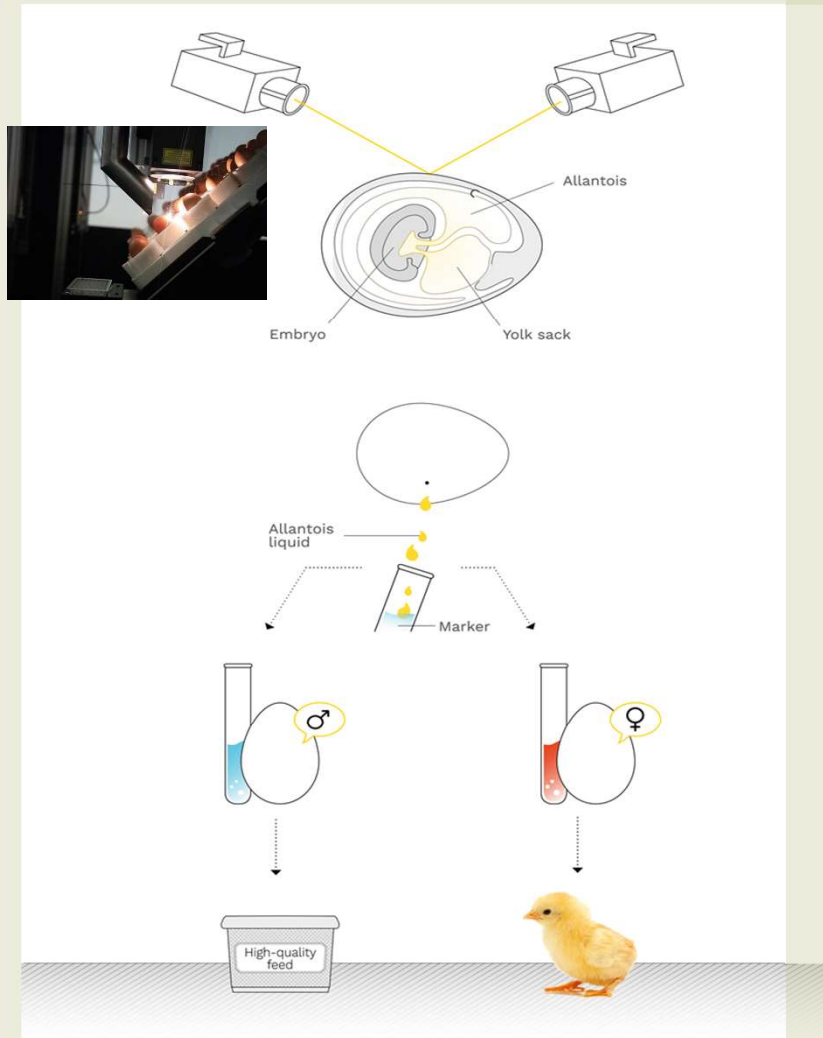 Allantois
Embryo
Yolk sack
Allantois
liquid
Marker
♂
♀
High-quality
feed